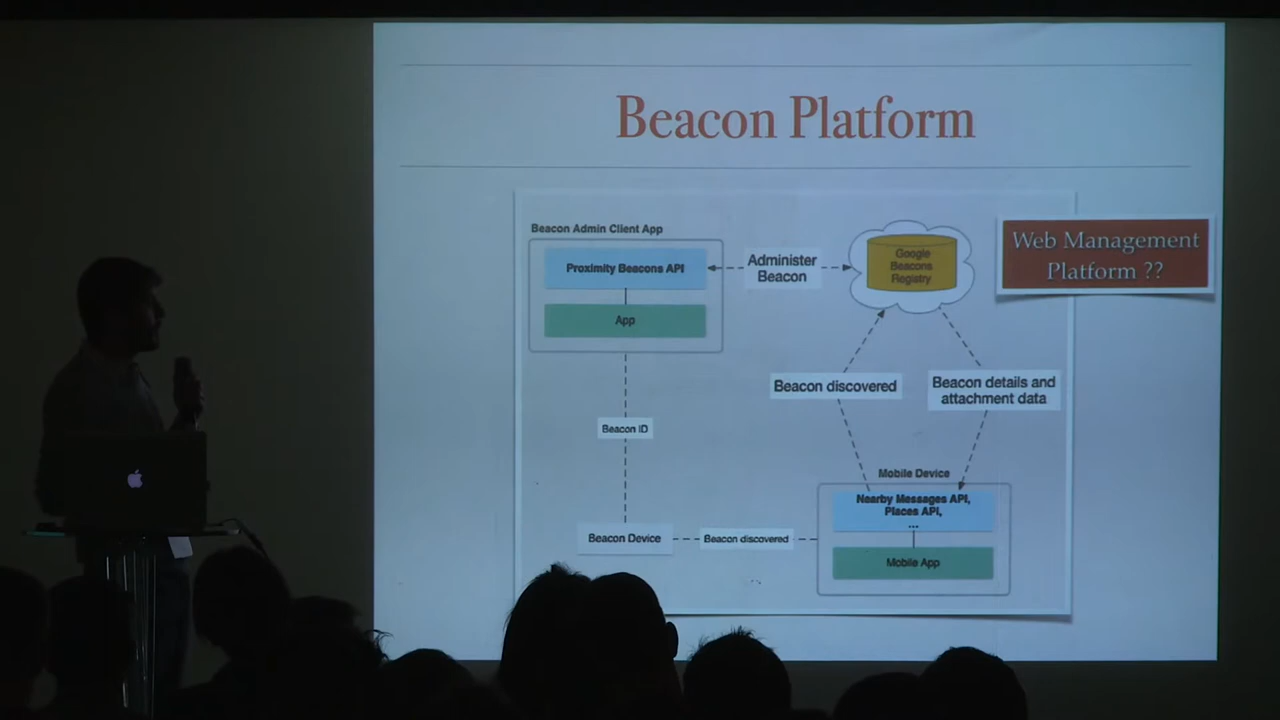 Beacon Platform
Beacon Admin Client App
Proximity Beacons API
App
Administer
Beacon
Google
Beacons
Registry
Web Management
Platform ??
Beacon discovered
Beacon details and
attachment data
Beacon ID
Mobile Device
Nearby Messages API,
Places API,
...
Mobile App
Beacon Device
Beacon discovered